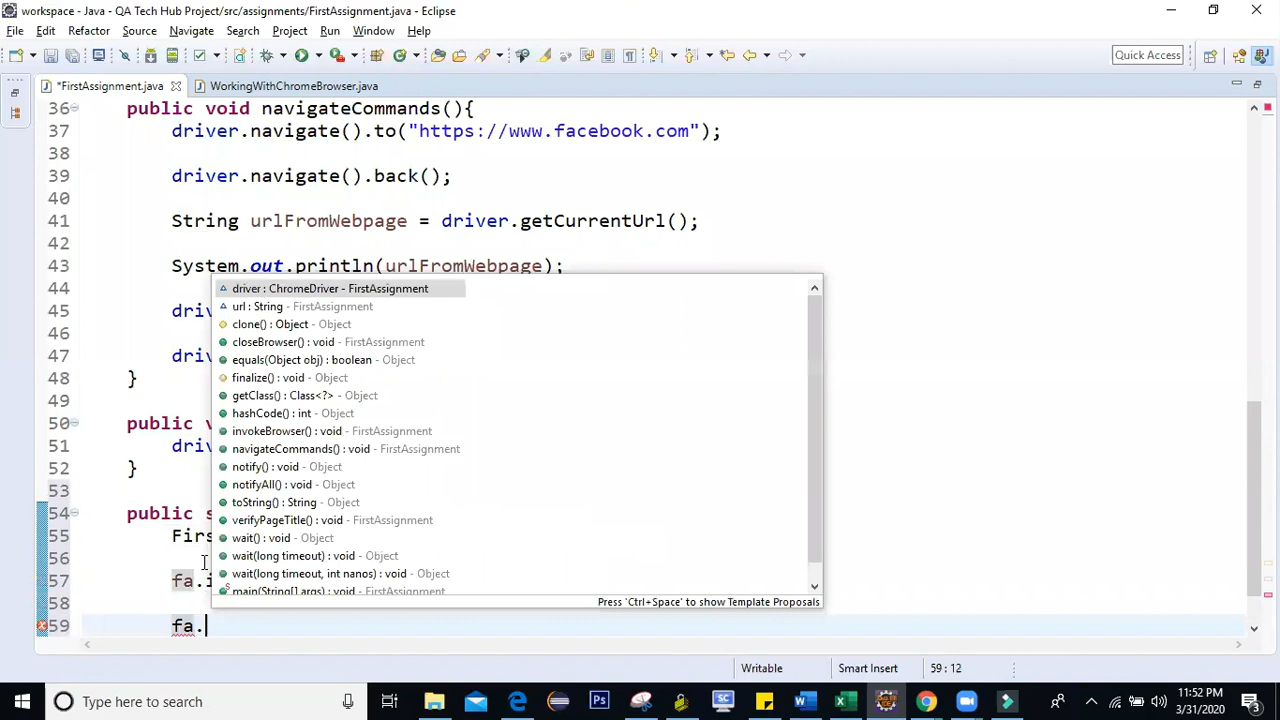 workspace - Java - QA Tech Hub Project/src/assignments/FirstAssignment.java - Eclipse
File Edit Refactor Source Navigate Search Project Run Window Help
Quick Access
*FirstAssignment.java WorkingWithChromeBrowser.java
36 public void navigateCommands(){
37 driver.navigate().to("https://www.facebook.com");
38
39 driver.navigate().back();
40
41 String urlFromWebpage = driver.getCurrentUrl();
42
43 System.out.println(urlFromWebpage);
44
45 driv
46
47 driv
48 }
49
50 public v
51 driv
52 }
53
54 public s
55 Firs
56
57 fa.i
58
59 fa.
driver : ChromeDriver - FirstAssignment
url : String - FirstAssignment
clone() : Object - Object
closeBrowser() : void - FirstAssignment
equals(Object obj) : boolean - Object
finalize() : void - Object
getClass() : Class<?> - Object
hashCode() : int - Object
invokeBrowser() : void - FirstAssignment
navigateCommands() : void - FirstAssignment
notify() : void - Object
notifyAll() : void - Object
toString() : String - Object
verifyPageTitle() : void - FirstAssignment
wait() : void - Object
wait(long timeout) : void - Object
wait(long timeout, int nanos) : void - Object
main(String[] args) : void - FirstAssignment
Press 'Ctrl+Space' to show Template Proposals
Writable Smart Insert 59 : 12
Type here to search
Ps
SC
11:52 PM
3/31/2020
3